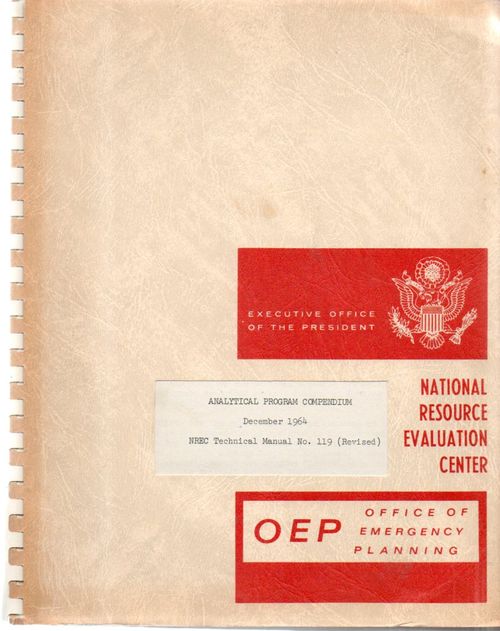 EXECUTIVE OFFICE
OF THE PRESIDENT
ANALYTICAL PROGRAM COMPENDIUM
December 1964
NREC Technical Manual No. 119 (Revised)
NATIONAL
RESOURCE
EVALUATION
CENTER
OEP
OFFICE OF
EMERGENCY
PLANNING